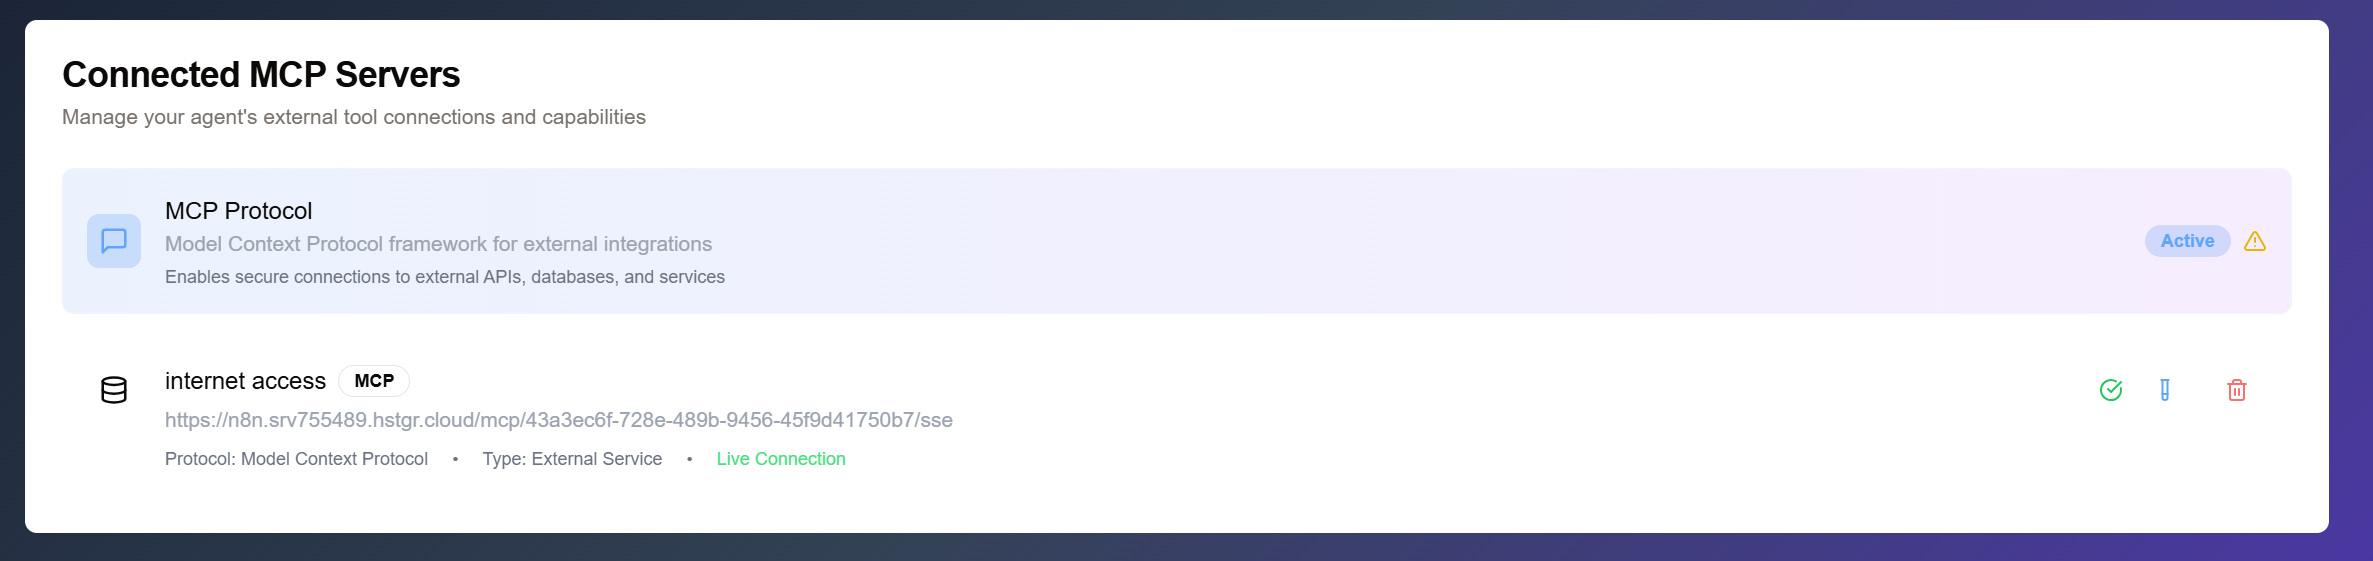 Connected MCP Servers
Manage your agent's external tool connections and capabilities
MCP Protocol
Model Context Protocol framework for external integrations
Enables secure connections to external APIs, databases, and services
Active
internet access MCP
https://n8n.srv755489.hstgr.cloud/mcp/43a3ec6f-728e-489b-9456-45f9d41750b7/sse
Protocol: Model Context Protocol • Type: External Service • Live Connection